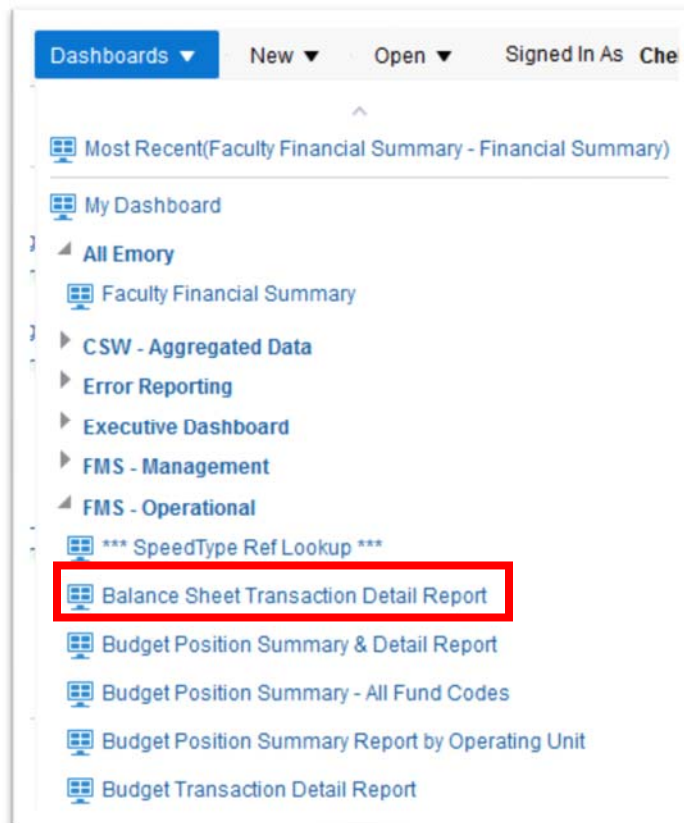 Dashboards New Open Signed In As Che
Most Recent(Faculty Financial Summary - Financial Summary)
My Dashboard
All Emory
Faculty Financial Summary
CSW - Aggregated Data
Error Reporting
Executive Dashboard
FMS - Management
FMS - Operational
*** SpeedType Ref Lookup ***
Balance Sheet Transaction Detail Report
Budget Position Summary & Detail Report
Budget Position Summary - All Fund Codes
Budget Position Summary Report by Operating Unit
Budget Transaction Detail Report